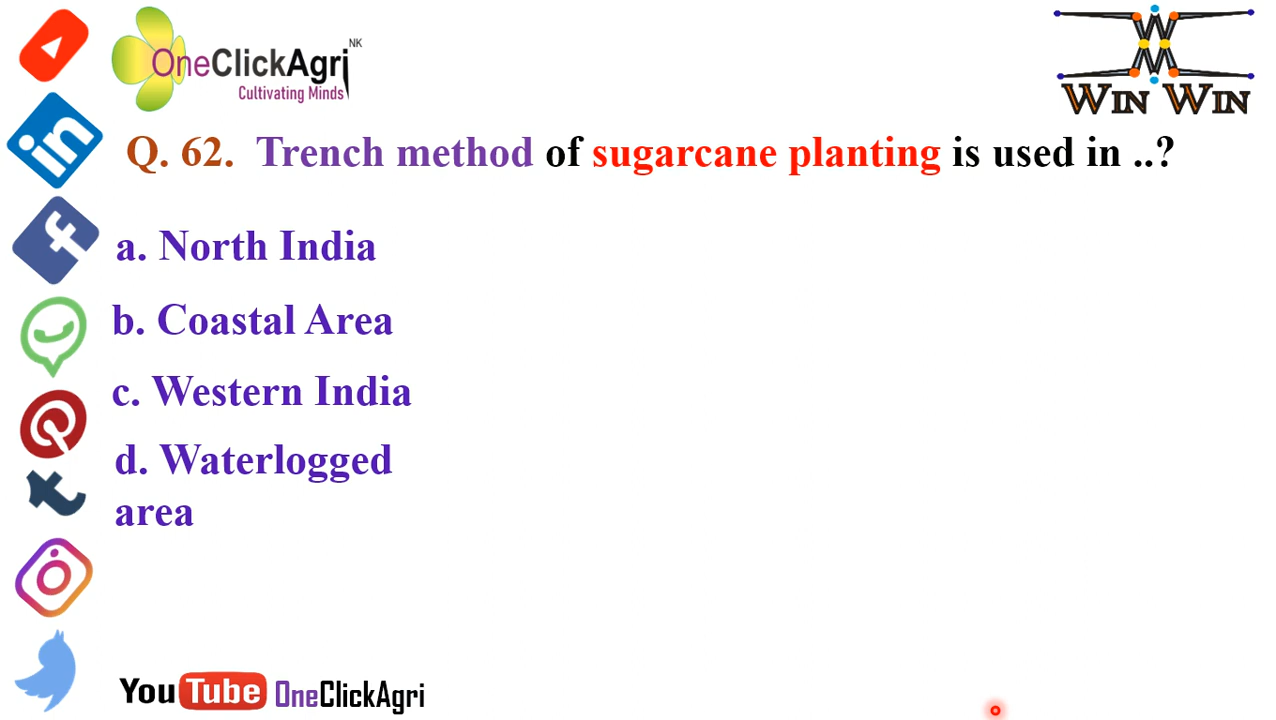 OneClickAgri NK
Cultivating Minds
WIN WIN
Q. 62. Trench method of sugarcane planting is used in ..?
a. North India
b. Coastal Area
c. Western India
d. Waterlogged
area
YouTube OneClickAgri